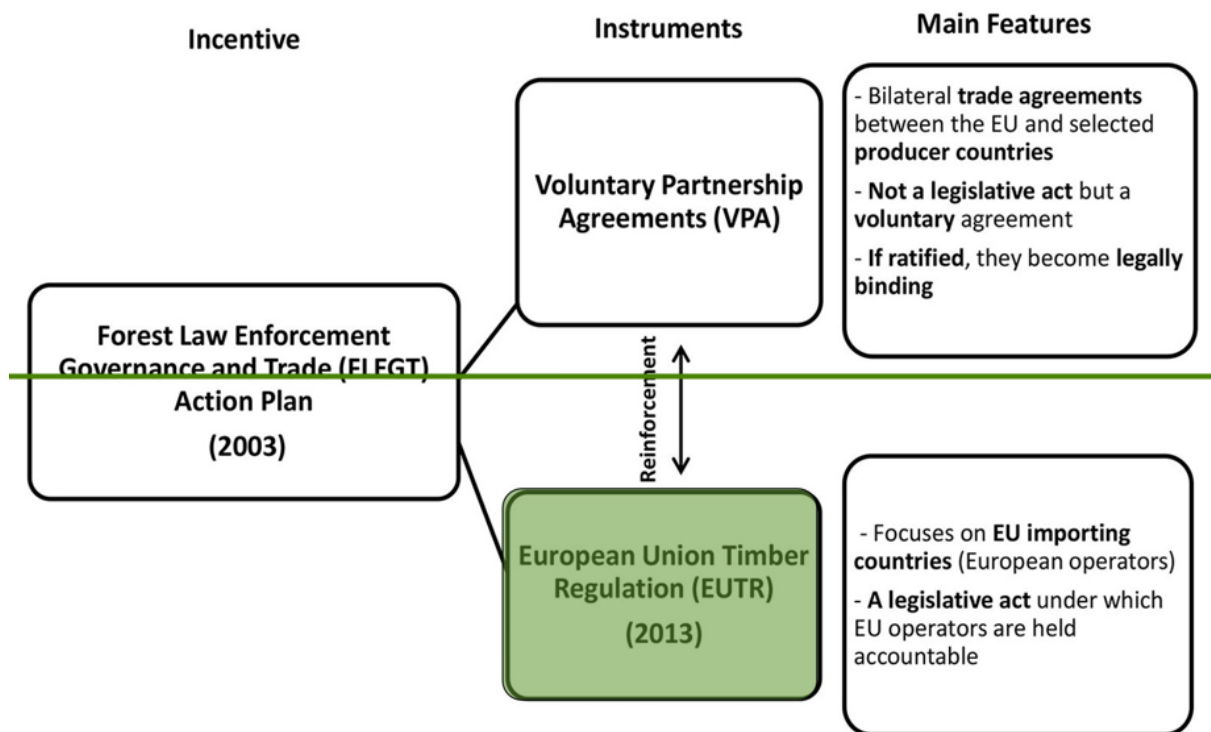 Incentive
Instruments
Main Features
Forest Law Enforcement
Governance and Trade (FLEGT)
Action Plan
(2003)
Voluntary Partnership
Agreements (VPA)
- Bilateral trade agreements
between the EU and selected
producer countries
- Not a legislative act but a
voluntary agreement
- If ratified, they become legally
binding
Reinforcement
European Union Timber
Regulation (EUTR)
(2013)
- Focuses on EU importing
countries (European operators)
- A legislative act under which
EU operators are held
accountable